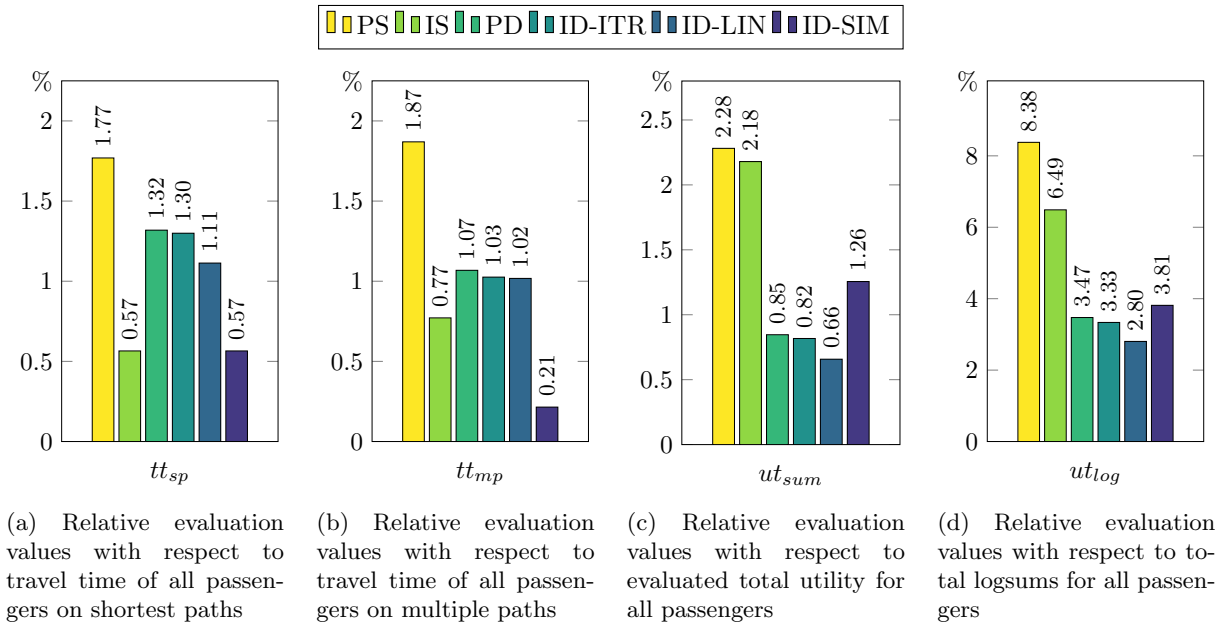 PS IS PD ID-ITR ID-LIN ID-SIM
%
2
1.5
1
0.5
0
1.77
0.57
1.32
1.30
1.11
0.57
tt_sp
%
2
1.5
1
0.5
0
1.87
0.77
1.07
1.03
1.02
0.21
tt_mp
%
2.5
2
1.5
1
0.5
0
2.28
2.18
0.85
0.82
0.66
1.26
ut_sum
%
8
6
4
2
0
8.38
6.49
3.47
3.33
2.80
3.81
ut_log
(a) Relative evaluation
values with respect to
travel time of all passen-
gers on shortest paths
(b) Relative evaluation
values with respect to
travel time of all passen-
gers on multiple paths
(c) Relative evaluation
values with respect to
evaluated total utility for
all passengers
(d) Relative evaluation
values with respect to to-
tal logsums for all passen-
gers